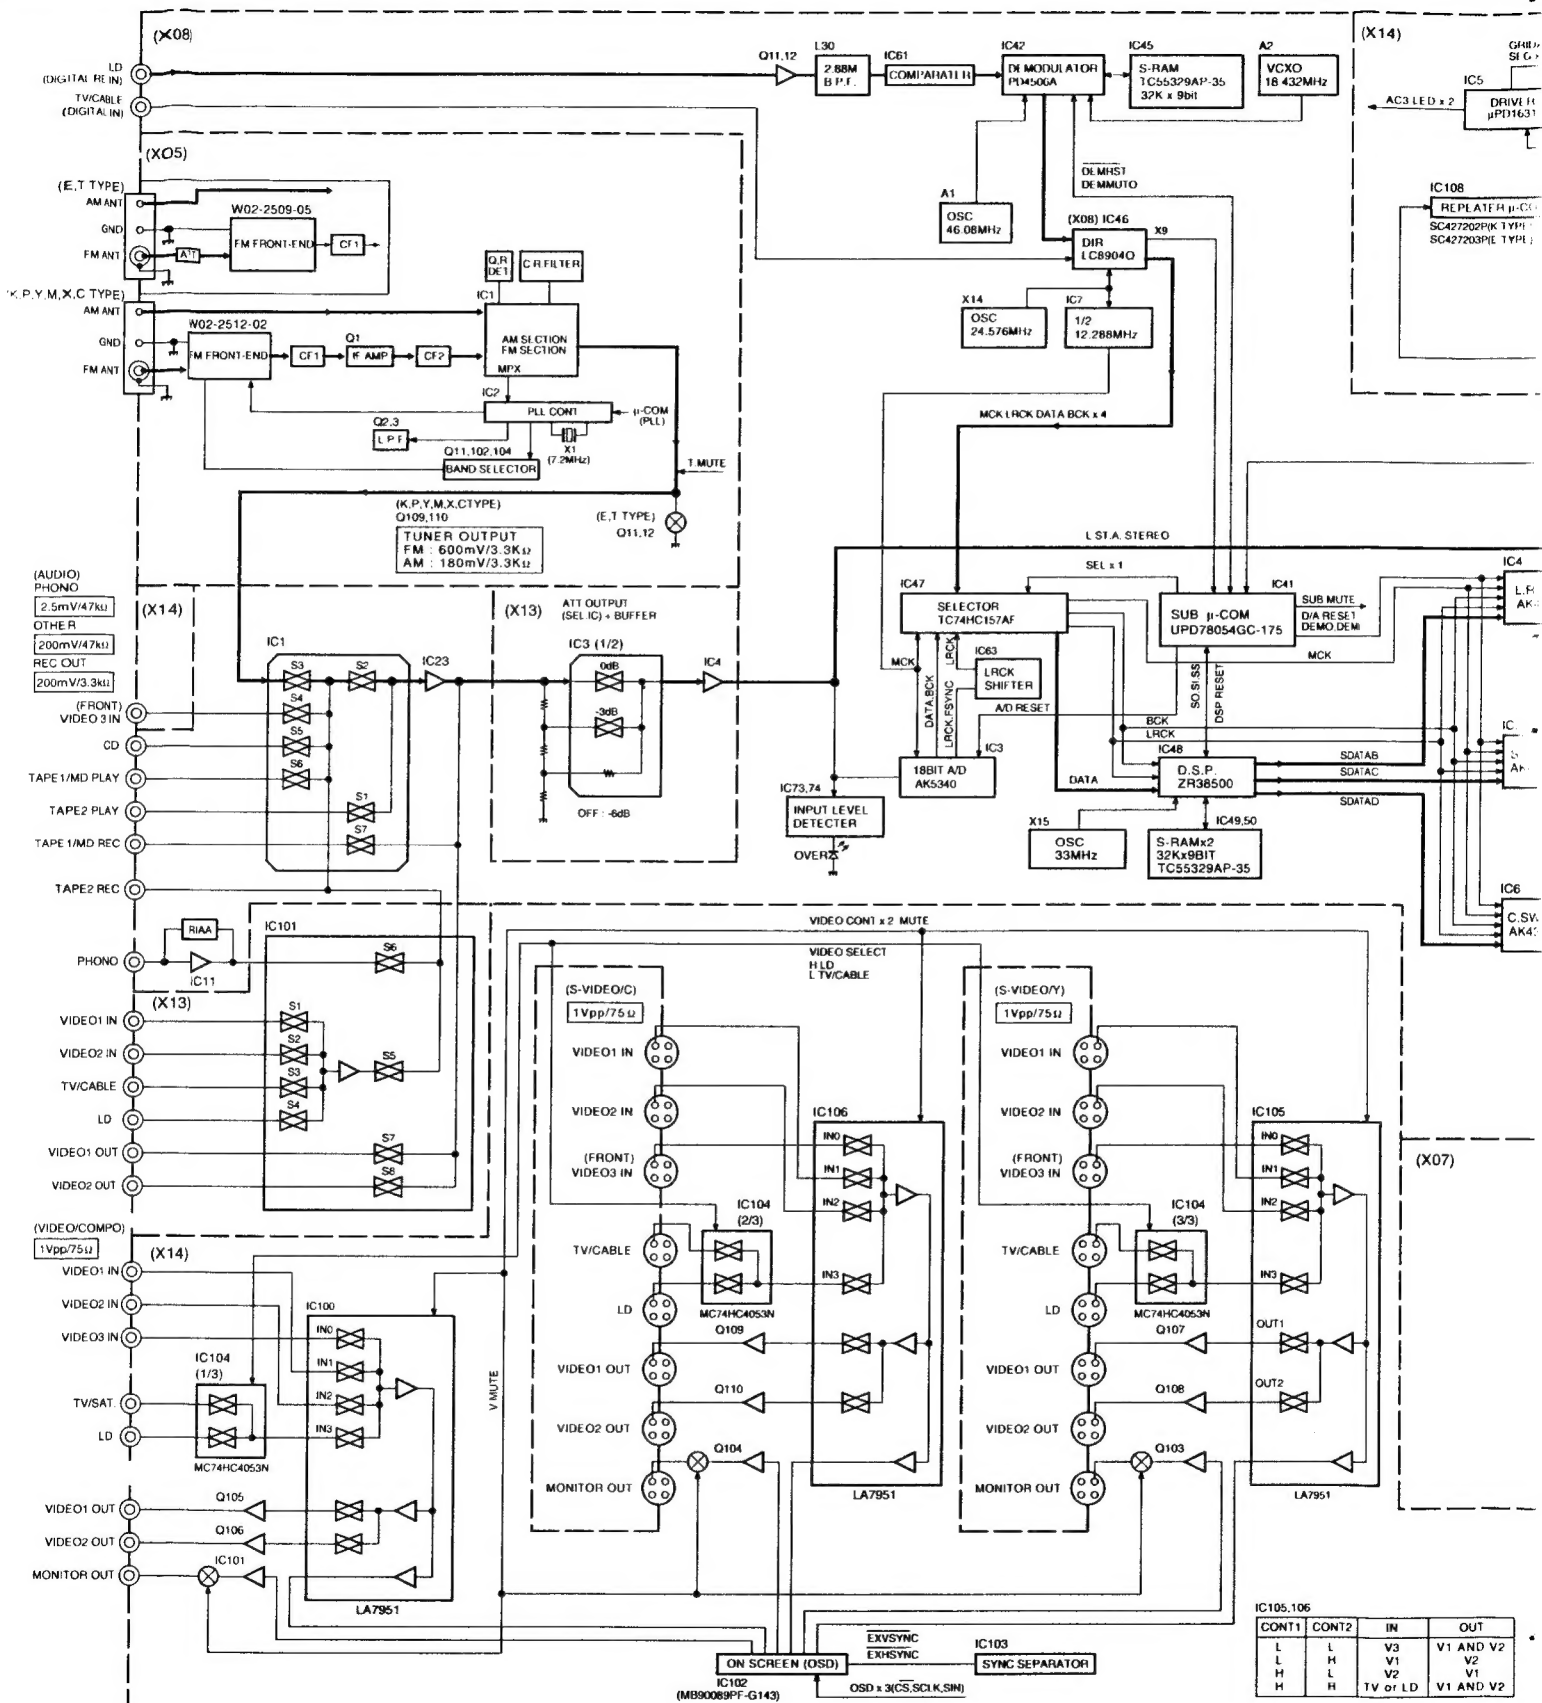 (X08)
LD
(DIGITAL RE IN)
TV/CABLE
(DIGITAL IN)
Q11,12
L30
2.88M
B.P.F.
IC61
COMPARATER
IC42
DEMODULATOR
PD4506A
IC45
S-RAM
TC55329AP-35
32K x 9bit
A2
VCXO
18.432MHz
(X14)
IC5
DRIVER
µPD1631
AC3 LED x 2
IC108
REPLATER µ-CO
SC427202P(K TYPE)
SC427203P(E TYPE)
DEMRST
DEMMUTO
A1
OSC
46.08MHz
(X08) IC46
DIR
LC8904Q
X9
X14
OSC
24.576MHz
IC7
1/2
12.288MHz
MCK LRCK DATA BCK x 4
(X05)
(E,T TYPE)
AM ANT
GND
FM ANT
ATT
W02-2509-05
FM FRONT-END
CF1
(K,P,Y,M,X,C TYPE)
AM ANT
GND
FM ANT
W02-2512-02
FM FRONT-END
CF1
Q1
IF AMP
CF2
Q,R
DET
C.R.FILTER
IC1
AM SECTION
FM SECTION
MPX
IC2
PLL CONT
µ-COM
(PLL)
X1
(7.2MHz)
Q2,3
L.P.F
Q11,102,104
BAND SELECTOR
T.MUTE
(K,P,Y,M,X,CTYPE)
Q109,110
TUNER OUTPUT
FM : 600mV/3.3KΩ
AM : 180mV/3.3KΩ
(E,T TYPE)
Q11,12
L ST.A. STEREO
(AUDIO)
PHONO
2.5mV/47kΩ
OTHER
200mV/47kΩ
REC OUT
200mV/3.3kΩ
(X14)
IC1
S3
S2
S4
S5
S6
S1
S7
IC23
(FRONT)
VIDEO 3 IN
CD
TAPE1/MD PLAY
TAPE2 PLAY
TAPE1/MD REC
TAPE2 REC
(X13)
ATT OUTPUT
(SEL.IC) + BUFFER
IC3 (1/2)
0dB
-3dB
OFF : -6dB
IC4
IC73,74
INPUT LEVEL
DETECTER
OVER
IC47
SELECTOR
TC74HC157AF
SEL x 1
IC41
SUB µ-COM
UPD78054GC-175
SUB MUTE
D/A RESET
DEMO,DEMI
MCK
MCK
DATA,BCK
LRCK,FSYNC
LRCK
IC63
LRCK
SHIFTER
A/D RESET
IC3
18BIT A/D
AK5340
SO,SI,SS
DSP RESET
BCK
LRCK
IC48
D.S.P.
ZR38500
DATA
SDATAB
SDATAC
SDATAD
X15
OSC
33MHz
IC49,50
S-RAMx2
32Kx9BIT
TC55329AP-35
IC4
IC6
C.SW
PHONO
RIAA
IC11
(X13)
IC101
S6
S1
S2
S3
S4
S5
S7
S8
VIDEO1 IN
VIDEO2 IN
TV/CABLE
LD
VIDEO1 OUT
VIDEO2 OUT
VIDEO CONT x 2 MUTE
VIDEO SELECT
H LD
L TV/CABLE
(S-VIDEO/C)
1Vpp/75Ω
VIDEO1 IN
VIDEO2 IN
(FRONT)
VIDEO3 IN
TV/CABLE
LD
VIDEO1 OUT
VIDEO2 OUT
MONITOR OUT
IC104
(2/3)
MC74HC4053N
Q109
Q110
Q104
IC106
IN0
IN1
IN2
IN3
LA7951
(S-VIDEO/Y)
1Vpp/75Ω
VIDEO1 IN
VIDEO2 IN
(FRONT)
VIDEO3 IN
TV/CABLE
LD
VIDEO1 OUT
VIDEO2 OUT
MONITOR OUT
IC104
(3/3)
MC74HC4053N
Q107
Q108
Q103
IC105
IN0
IN1
IN2
IN3
OUT1
OUT2
LA7951
(X07)
(VIDEO/COMPO)
1Vpp/75Ω
(X14)
VIDEO1 IN
VIDEO2 IN
VIDEO3 IN
TV/SAT.
LD
VIDEO1 OUT
VIDEO2 OUT
MONITOR OUT
IC104
(1/3)
MC74HC4053N
Q105
Q106
IC101
IC100
IN0
IN1
IN2
IN3
LA7951
V.MUTE
ON SCREEN (OSD)
IC102
(MB90089PF-G143)
EXVSYNC
EXHSYNC
IC103
SYNC SEPARATOR
OSD x 3(CS,SCLK,SIN)
IC105,106
CONT1 CONT2 IN OUT
L L V3 V1 AND V2
L H V1 V2
H L V2 V1
H H TV or LD V1 AND V2